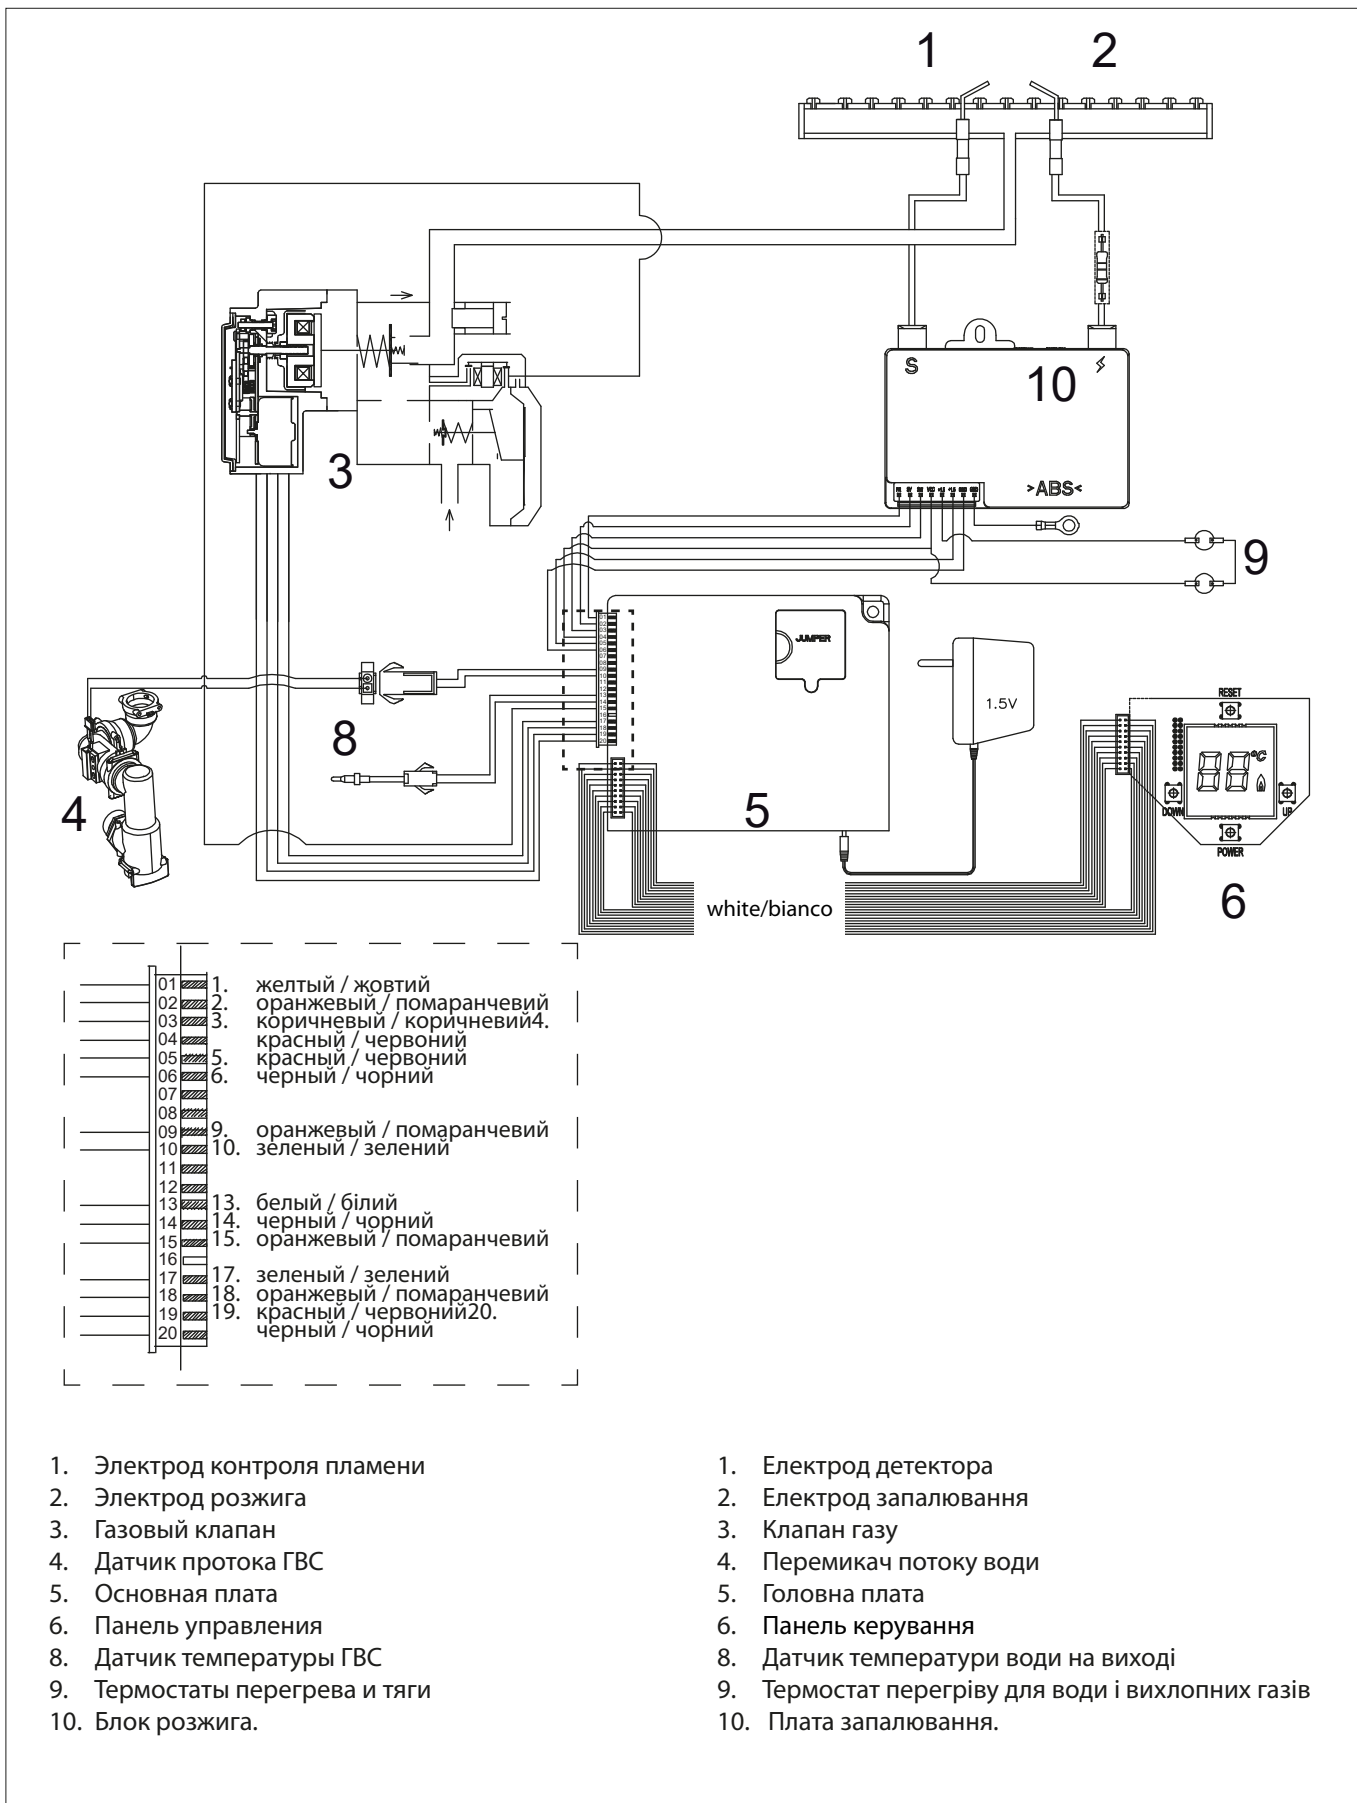 1
2
3
S
10
>ABS<
9
JUMPER
1.5V
RESET
°C
DOWN
UP
POWER
8
4
5
6
white/bianco
01 1. желтый / жовтий
02 2. оранжевый / помаранчевий
03 3. коричневый / коричневий4.
04 красный / червоний
05 5. красный / червоний
06 6. черный / чорний
07
08
09 9. оранжевый / помаранчевий
10 10. зеленый / зелений
11
12
13 13. белый / білий
14 14. черный / чорний
15 15. оранжевый / помаранчевий
16
17 17. зеленый / зелений
18 18. оранжевый / помаранчевий
19 19. красный / червоний20.
20 черный / чорний
1. Электрод контроля пламени
2. Электрод розжига
3. Газовый клапан
4. Датчик протока ГВС
5. Основная плата
6. Панель управления
8. Датчик температуры ГВС
9. Термостаты перегрева и тяги
10. Блок розжига.
1. Електрод детектора
2. Електрод запалювання
3. Клапан газу
4. Перемикач потоку води
5. Головна плата
6. Панель керування
8. Датчик температури води на виході
9. Термостат перегріву для води і вихлопних газів
10. Плата запалювання.